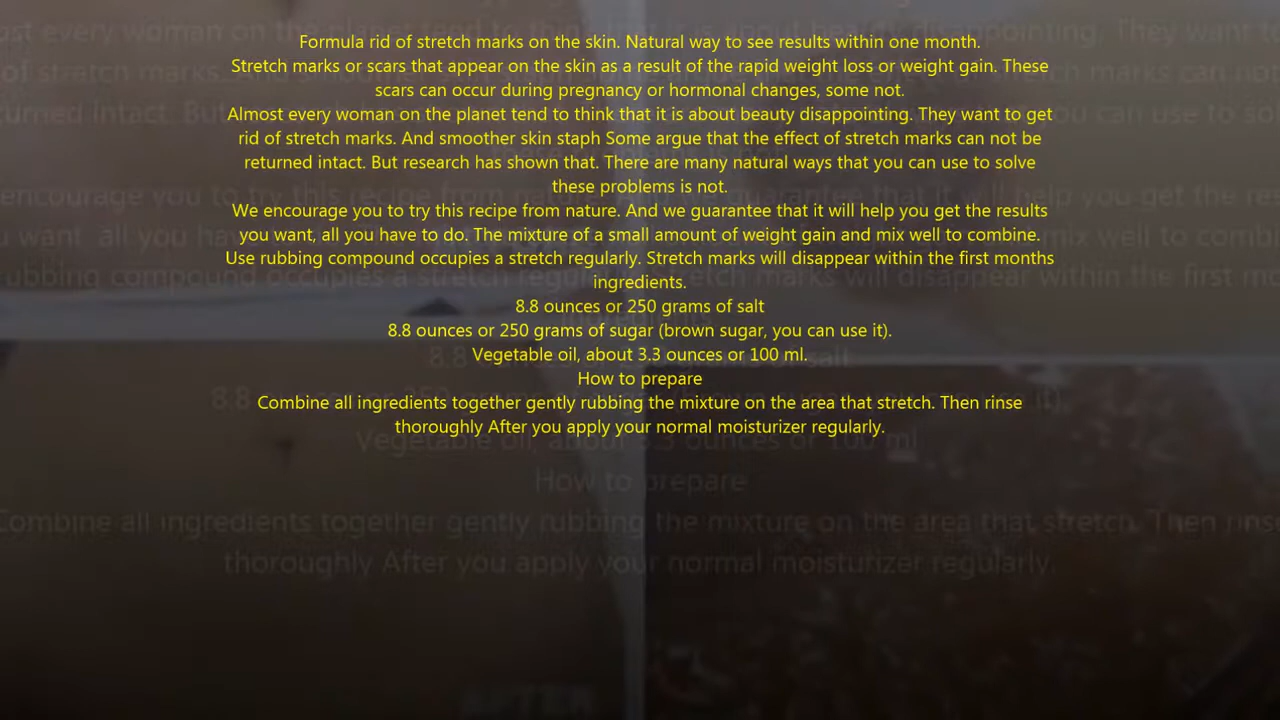 Formula rid of stretch marks on the skin. Natural way to see results within one month.
Stretch marks or scars that appear on the skin as a result of the rapid weight loss or weight gain. These
scars can occur during pregnancy or hormonal changes, some not.
Almost every woman on the planet tend to think that it is about beauty disappointing. They want to get
rid of stretch marks. And smoother skin staph Some argue that the effect of stretch marks can not be
returned intact. But research has shown that. There are many natural ways that you can use to solve
these problems is not.
We encourage you to try this recipe from nature. And we guarantee that it will help you get the results
you want, all you have to do. The mixture of a small amount of weight gain and mix well to combine.
Use rubbing compound occupies a stretch regularly. Stretch marks will disappear within the first months
ingredients.
8.8 ounces or 250 grams of salt
8.8 ounces or 250 grams of sugar (brown sugar, you can use it).
Vegetable oil, about 3.3 ounces or 100 ml.
How to prepare
Combine all ingredients together gently rubbing the mixture on the area that stretch. Then rinse
thoroughly After you apply your normal moisturizer regularly.